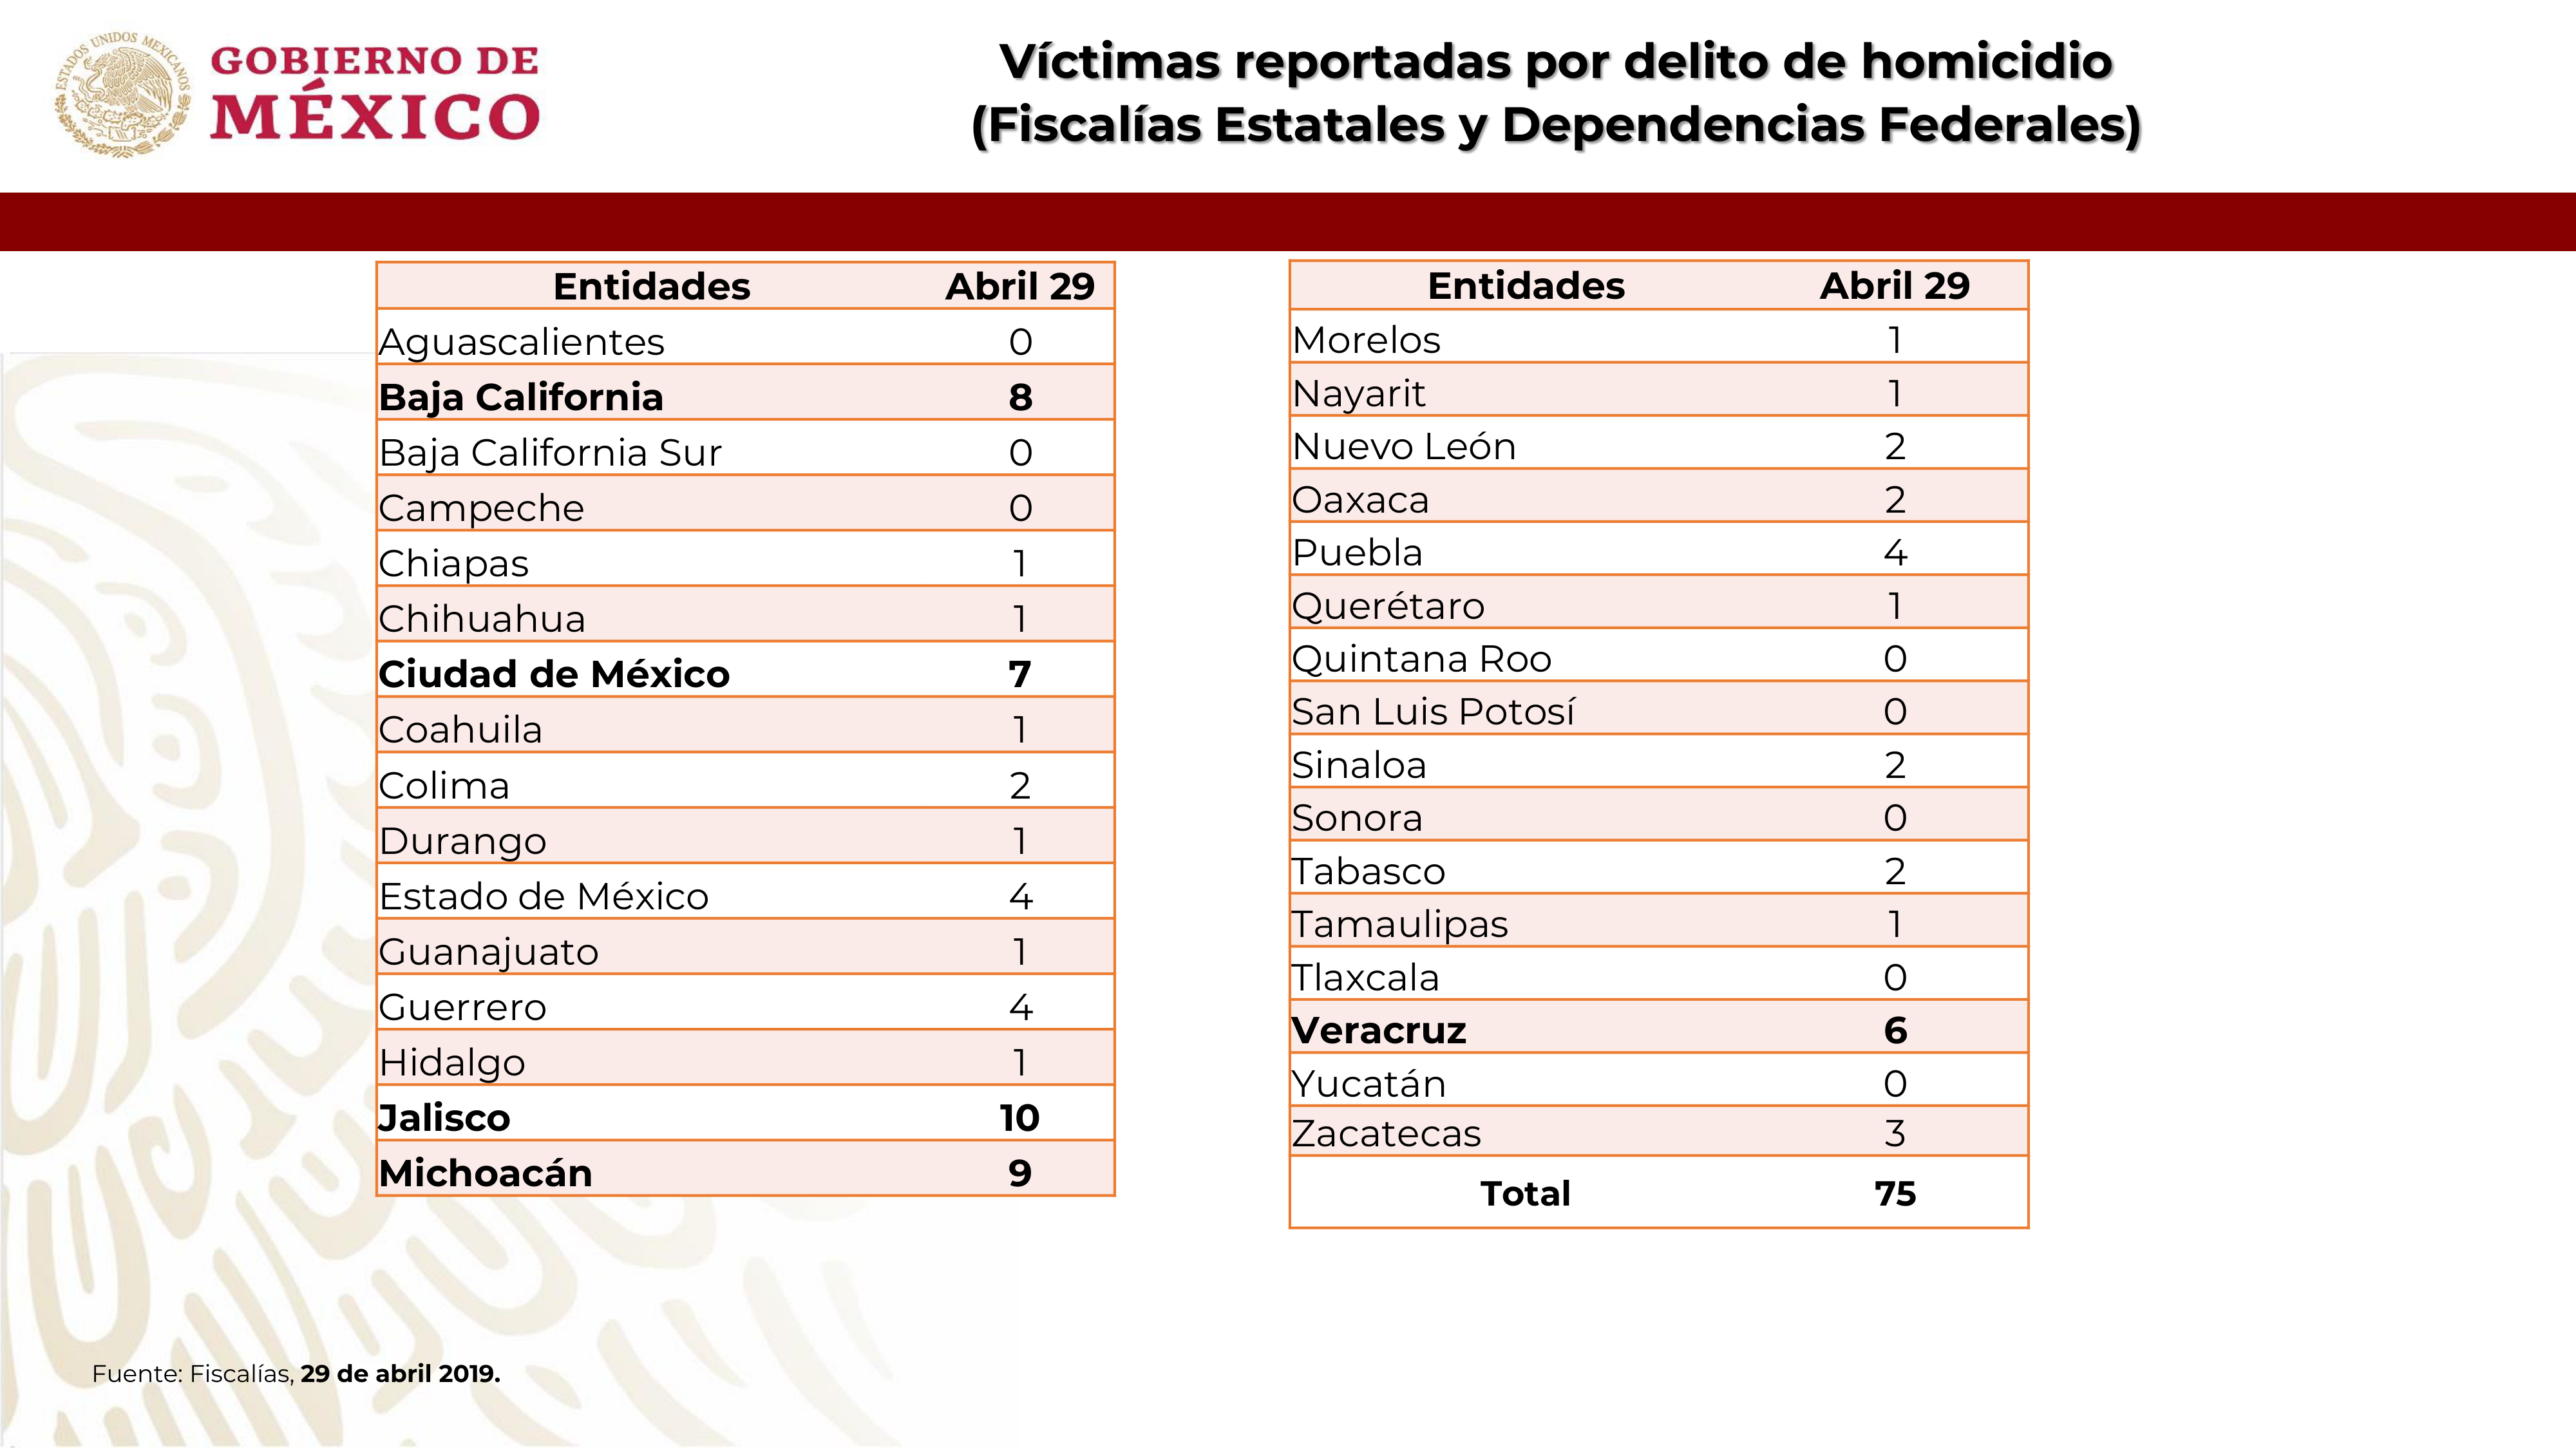 ESTADOS UNIDOS MEXICANOS
GOBIERNO DE
MÉXICO
Víctimas reportadas por delito de homicidio
(Fiscalías Estatales y Dependencias Federales)
Entidades Abril 29
Aguascalientes 0
Baja California 8
Baja California Sur 0
Campeche 0
Chiapas 1
Chihuahua 1
Ciudad de México 7
Coahuila 1
Colima 2
Durango 1
Estado de México 4
Guanajuato 1
Guerrero 4
Hidalgo 1
Jalisco 10
Michoacán 9
Entidades Abril 29
Morelos 1
Nayarit 1
Nuevo León 2
Oaxaca 2
Puebla 4
Querétaro 1
Quintana Roo 0
San Luis Potosí 0
Sinaloa 2
Sonora 0
Tabasco 2
Tamaulipas 1
Tlaxcala 0
Veracruz 6
Yucatán 0
Zacatecas 3
Total 75
Fuente: Fiscalías, 29 de abril 2019.